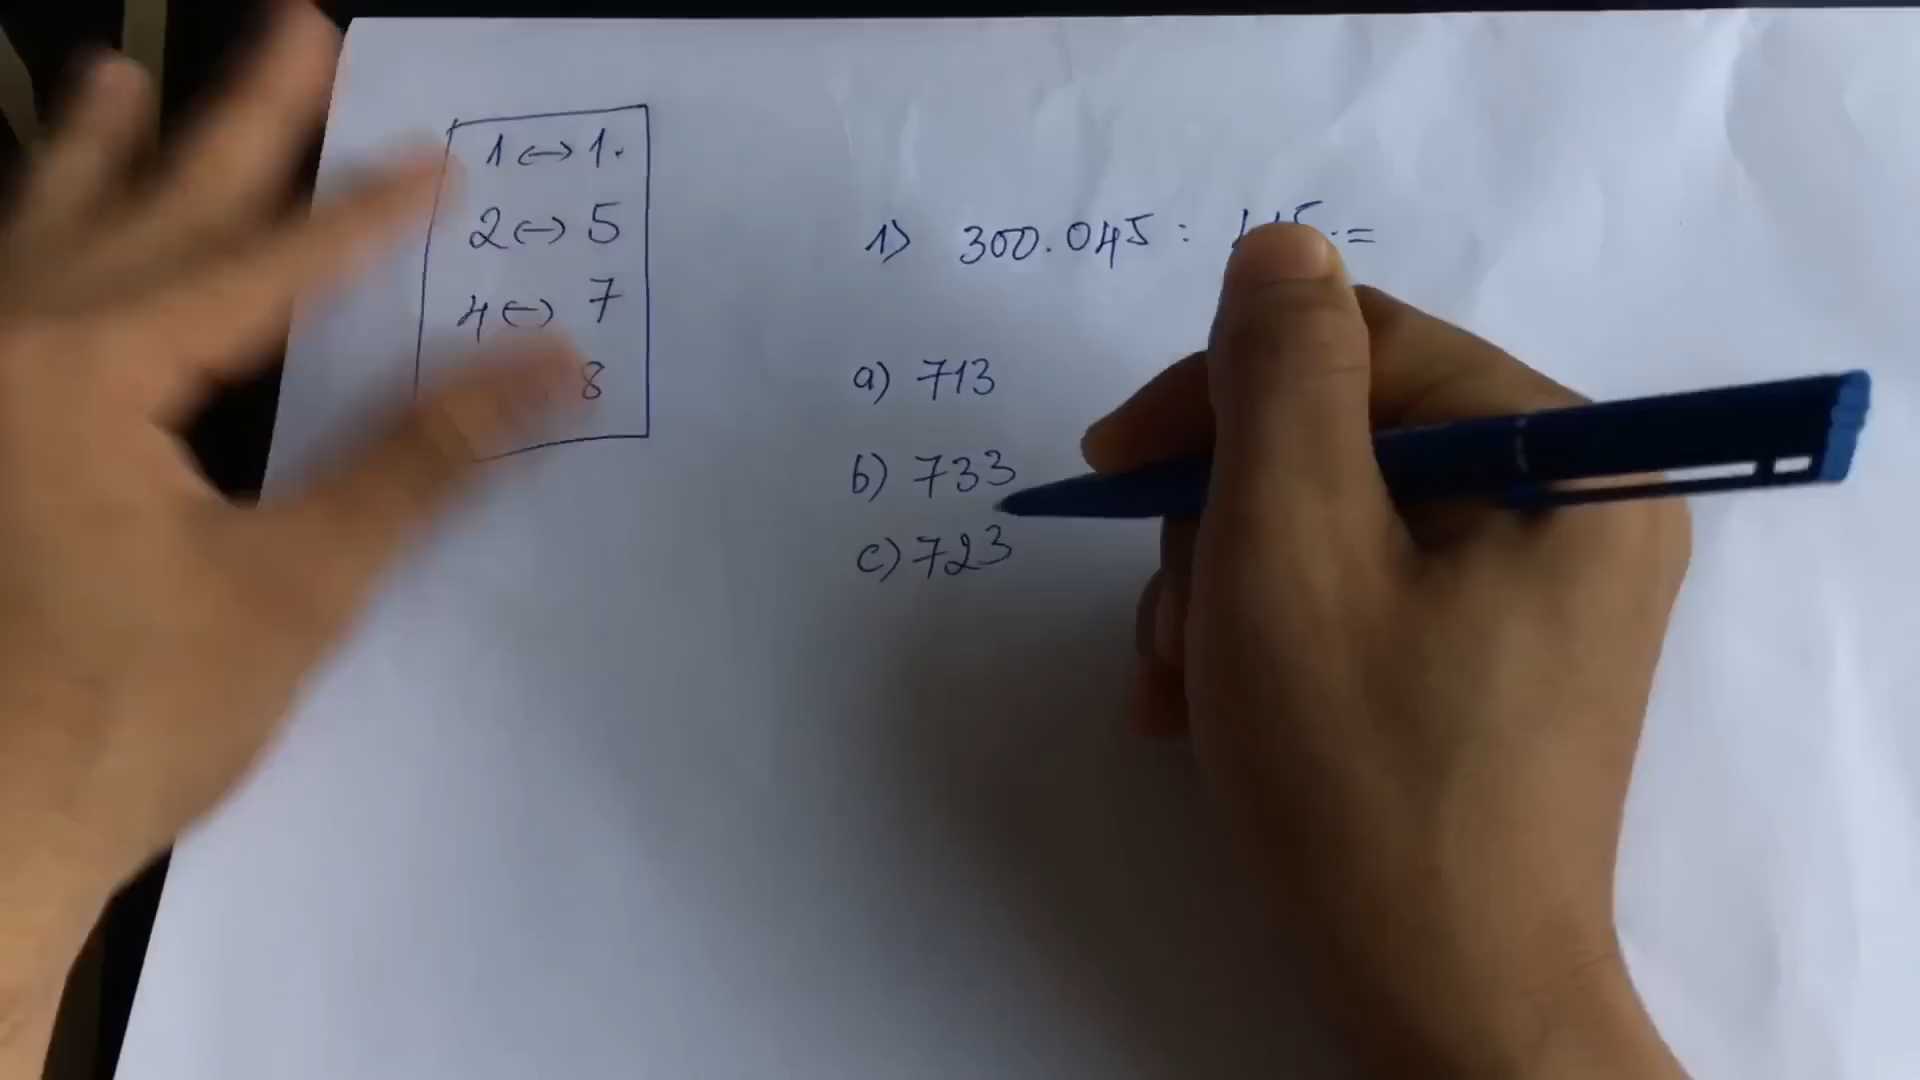 1 ↔ 1.
2 ↔ 5
4 ↔ 7
8
1) 300.045 : =
a) 713
b) 733
c) 723